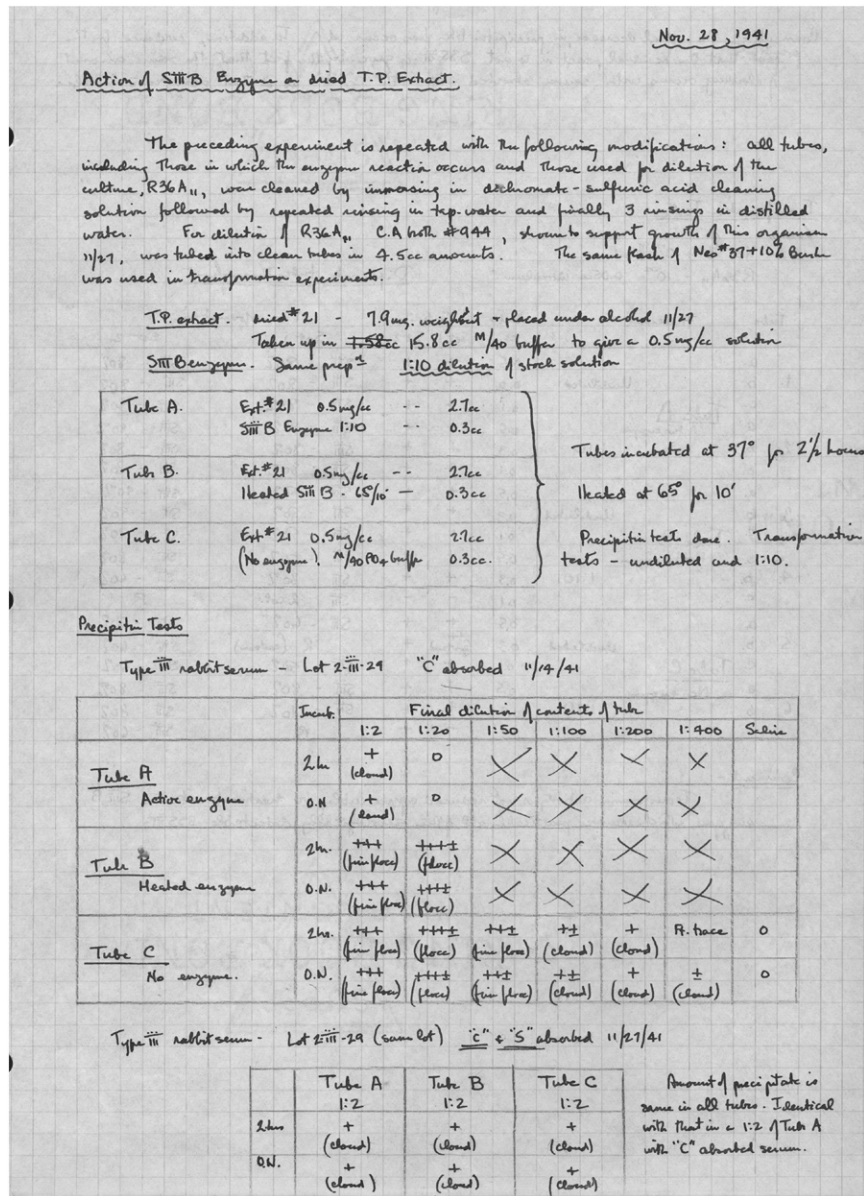 Nov. 28, 1941
Action of SIIIB Enzyme on dried T.P. Extract.
The preceding experiment is repeated with the following modifications: all tubes,
including those in which the enzyme reaction occurs and those used for dilution of the
culture, R36A11, were cleaned by immersing in dichromate-sulfuric acid cleaning
solution followed by repeated rinsing in tap-water and finally 3 rinsings in distilled
water. For dilution of R36A11 C.A broth #944, shown to support growth of this organism
11/27, was tubed into clean tubes in 4.5cc amounts. The same flask of Neo #37+10%
was used in transformation experiments.
T.P. extract. dried #21 - 7.9mg. weighed out - placed under alcohol 11/27
Taken up in 1.58cc 15.8cc M/40 buffer to give a 0.5mg/cc solution
SIIIB enzyme. Same prepn 1:10 dilution of stock solution
Tube A. Ext.#21 0.5mg/cc -- 2.7cc
SIIIB Enzyme 1:10 -- 0.3cc
Tube B. Ext.#21 0.5mg/cc -- 2.7cc
Heated SIIIB - 65°/10' - 0.3cc
Tube C. Ext.#21 0.5mg/cc 2.7cc
(No enzyme). M/40 PO4 buffer 0.3cc.
Tubes incubated at 37° for 2½ hours
Heated at 65° for 10'
Precipitin tests done. Transformation
tests - undiluted and 1:10.
Precipitin Tests
Type III rabbit serum - Lot 2-III-29 "C" absorbed 11/14/41
Incub. Final dilution of contents of tube
1:2 1:20 1:50 1:100 1:200 1:400 Saline
Tube A
Active enzyme
2hr + 0 X X X X
(cloud)
O.N + 0 X X X X
(cloud)
Tube B
Heated enzyme
2hr. +++ +++± X X X X
(fine flocc) (flocc)
O.N. +++ +++± X X X X
(fine flocc) (flocc)
Tube C
No enzyme.
2hr. +++ +++± ++± +± + Ft. trace 0
(fine flocc) (flocc) (fine flocc) (cloud) (cloud)
O.N. +++ +++± ++± +± + ± 0
(fine flocc) (flocc) (fine flocc) (cloud) (cloud) (cloud)
Type III rabbit serum - Lot 2-III-29 (same lot) "C" & "S" absorbed 11/27/41
Tube A Tube B Tube C
1:2 1:2 1:2
2hrs + + +
(cloud) (cloud) (cloud)
O.N. + + +
(cloud) (cloud) (cloud)
Amount of precipitate is
same in all tubes. Identical
with that in a 1:2 of Tube A
with "C" absorbed serum.